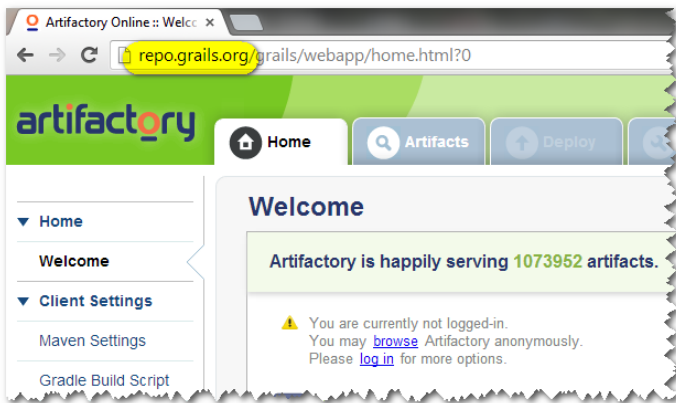 Artifactory Online :: Welc
repo.grails.org/grails/webapp/home.html?0
artifactory
Home
Artifacts
Deploy
Home
Welcome
Client Settings
Maven Settings
Gradle Build Script
Welcome
Artifactory is happily serving 1073952 artifacts.
You are currently not logged-in.
You may browse Artifactory anonymously.
Please log in for more options.